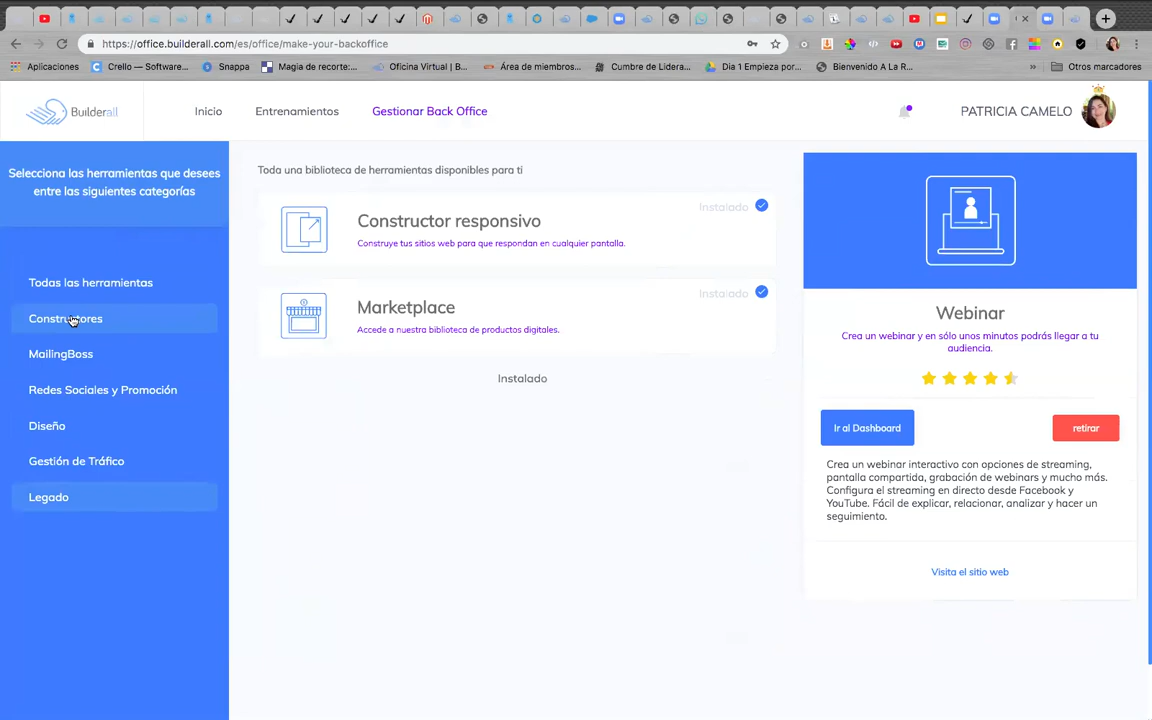 https://office.builderall.com/es/office/make-your-backoffice
Aplicaciones
Crello — Software...
Snappa
Magia de recorte:...
Oficina Virtual | B...
Área de miembros...
Cumbre de Lidera...
Dia 1 Empieza por...
Bienvenido A La R...
»
Otros marcadores
Builderall
Inicio
Entrenamientos
Gestionar Back Office
PATRICIA CAMELO
Selecciona las herramientas que desees
entre las siguientes categorías
Todas las herramientas
Constructores
MailingBoss
Redes Sociales y Promoción
Diseño
Gestión de Tráfico
Legado
Toda una biblioteca de herramientas disponibles para ti
Constructor responsivo
Instalado
Construye tus sitios web para que respondan en cualquier pantalla.
Marketplace
Instalado
Accede a nuestra biblioteca de productos digitales.
Instalado
Webinar
Crea un webinar y en sólo unos minutos podrás llegar a tu
audiencia.
Ir al Dashboard
retirar
Crea un webinar interactivo con opciones de streaming,
pantalla compartida, grabación de webinars y mucho más.
Configura el streaming en directo desde Facebook y
YouTube. Fácil de explicar, relacionar, analizar y hacer un
seguimiento.
Visita el sitio web